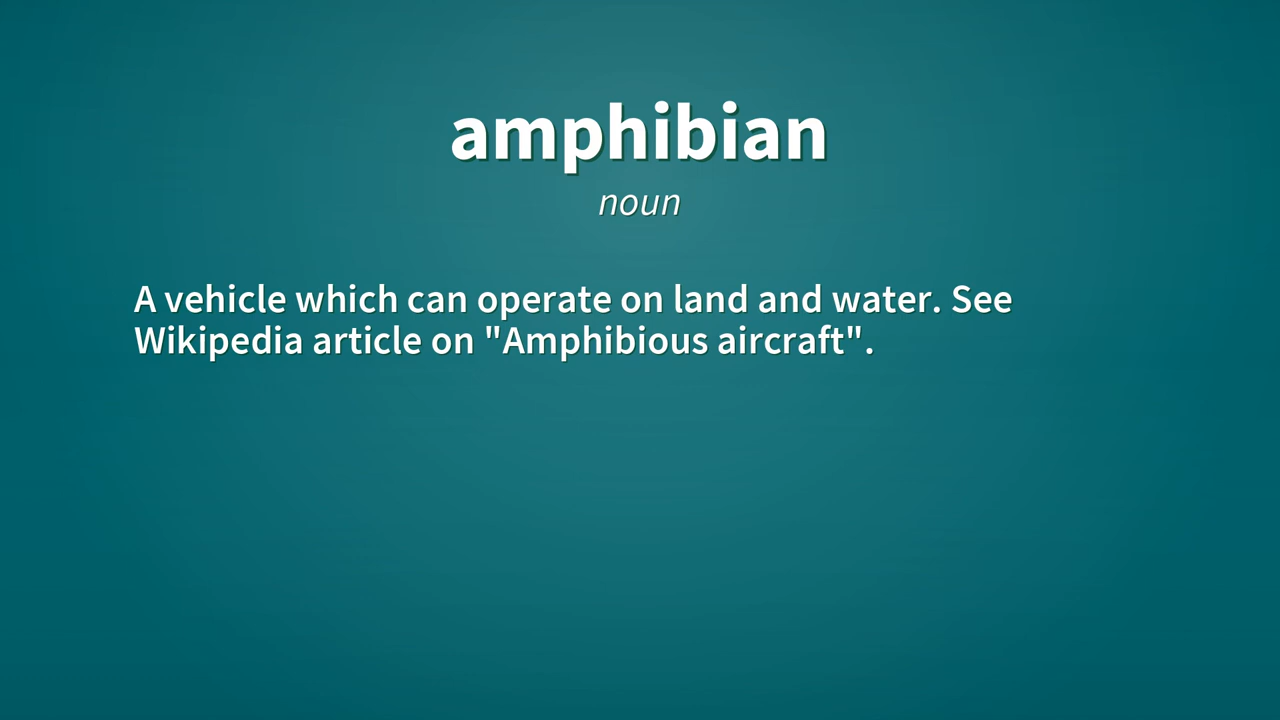 amphibian
noun
A vehicle which can operate on land and water. See
Wikipedia article on "Amphibious aircraft".